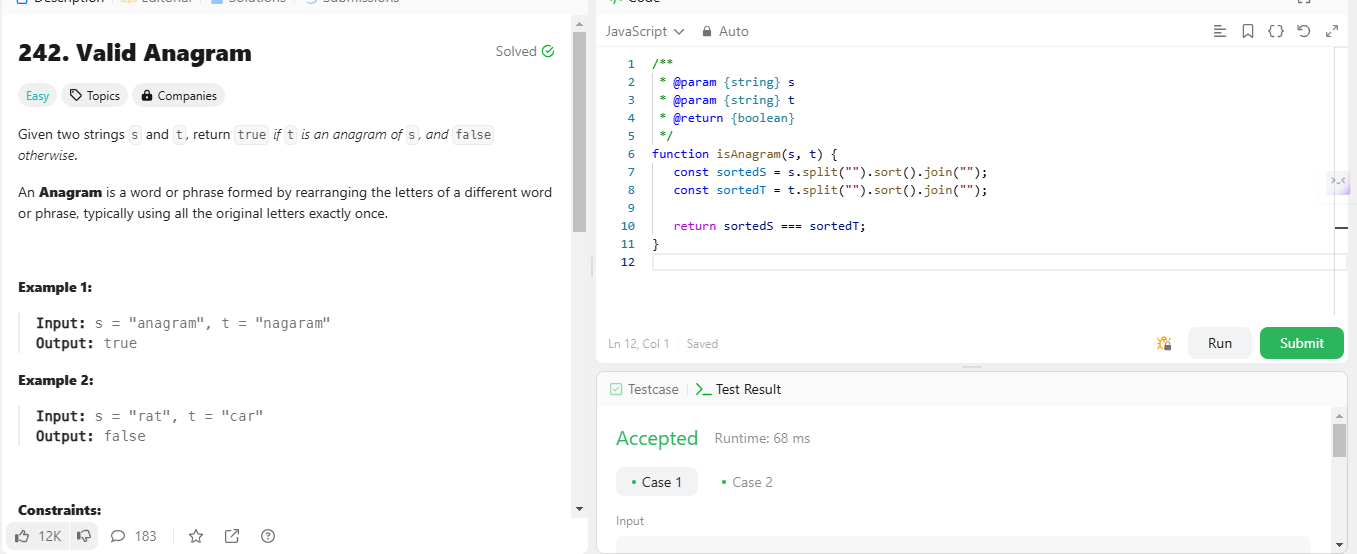 Description
Editorial
Solutions
Submissions
242. Valid Anagram
Solved
Easy
Topics
Companies
Given two strings s and t, return true if t is an anagram of s, and false
otherwise.
An Anagram is a word or phrase formed by rearranging the letters of a different word
or phrase, typically using all the original letters exactly once.
Example 1:
Input: s = "anagram", t = "nagaram"
Output: true
Example 2:
Input: s = "rat", t = "car"
Output: false
Constraints:
12K
183
Code
JavaScript
Auto
1 /**
2 * @param {string} s
3 * @param {string} t
4 * @return {boolean}
5 */
6 function isAnagram(s, t) {
7 const sortedS = s.split("").sort().join("");
8 const sortedT = t.split("").sort().join("");
9
10 return sortedS === sortedT;
11 }
12
Ln 12, Col 1
Saved
Run
Submit
Testcase
Test Result
Accepted
Runtime: 68 ms
• Case 1
• Case 2
Input